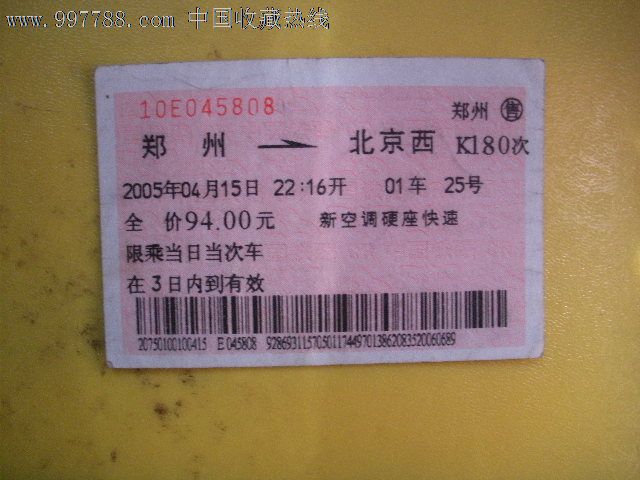 www.997788.com 中国收藏热线
10E045808
郑州 售
郑 州 → 北京西 K180次
2005年04月15日 22:16开 01车 25号
全 价94.00元 新空调硬座快速
限乘当日当次车
在3日内到有效
20750100100415 E045808 92869311570501174497013862083520060689